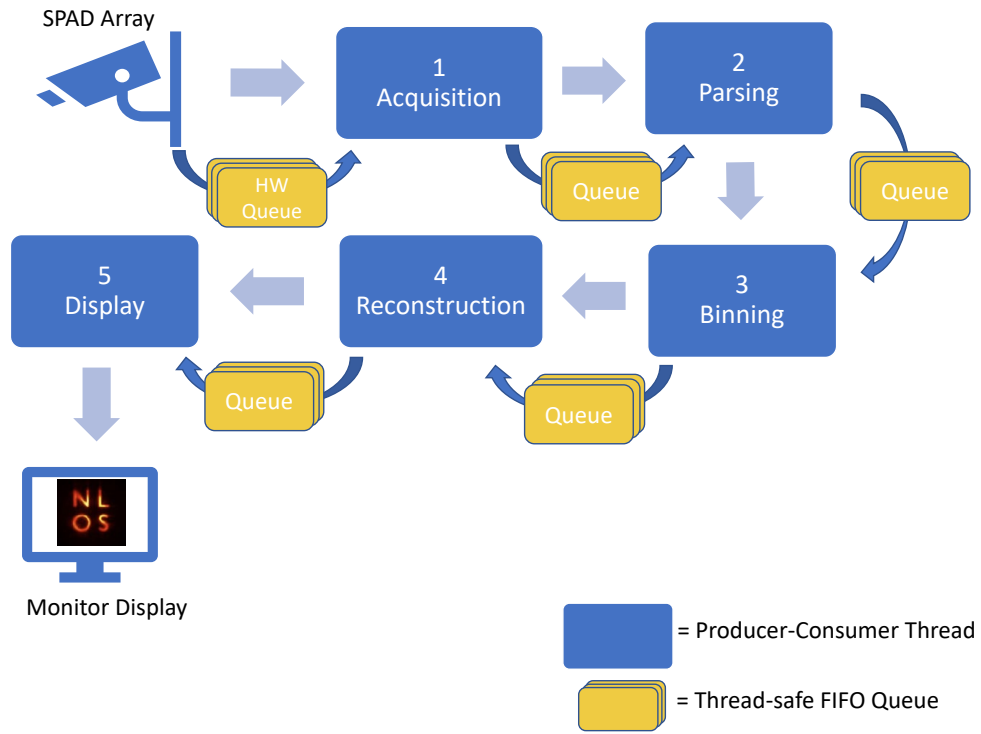 SPAD Array
1
Acquisition
2
Parsing
HW
Queue
Queue
Queue
5
Display
4
Reconstruction
3
Binning
Queue
Queue
N L
O S
Monitor Display
= Producer-Consumer Thread
= Thread-safe FIFO Queue